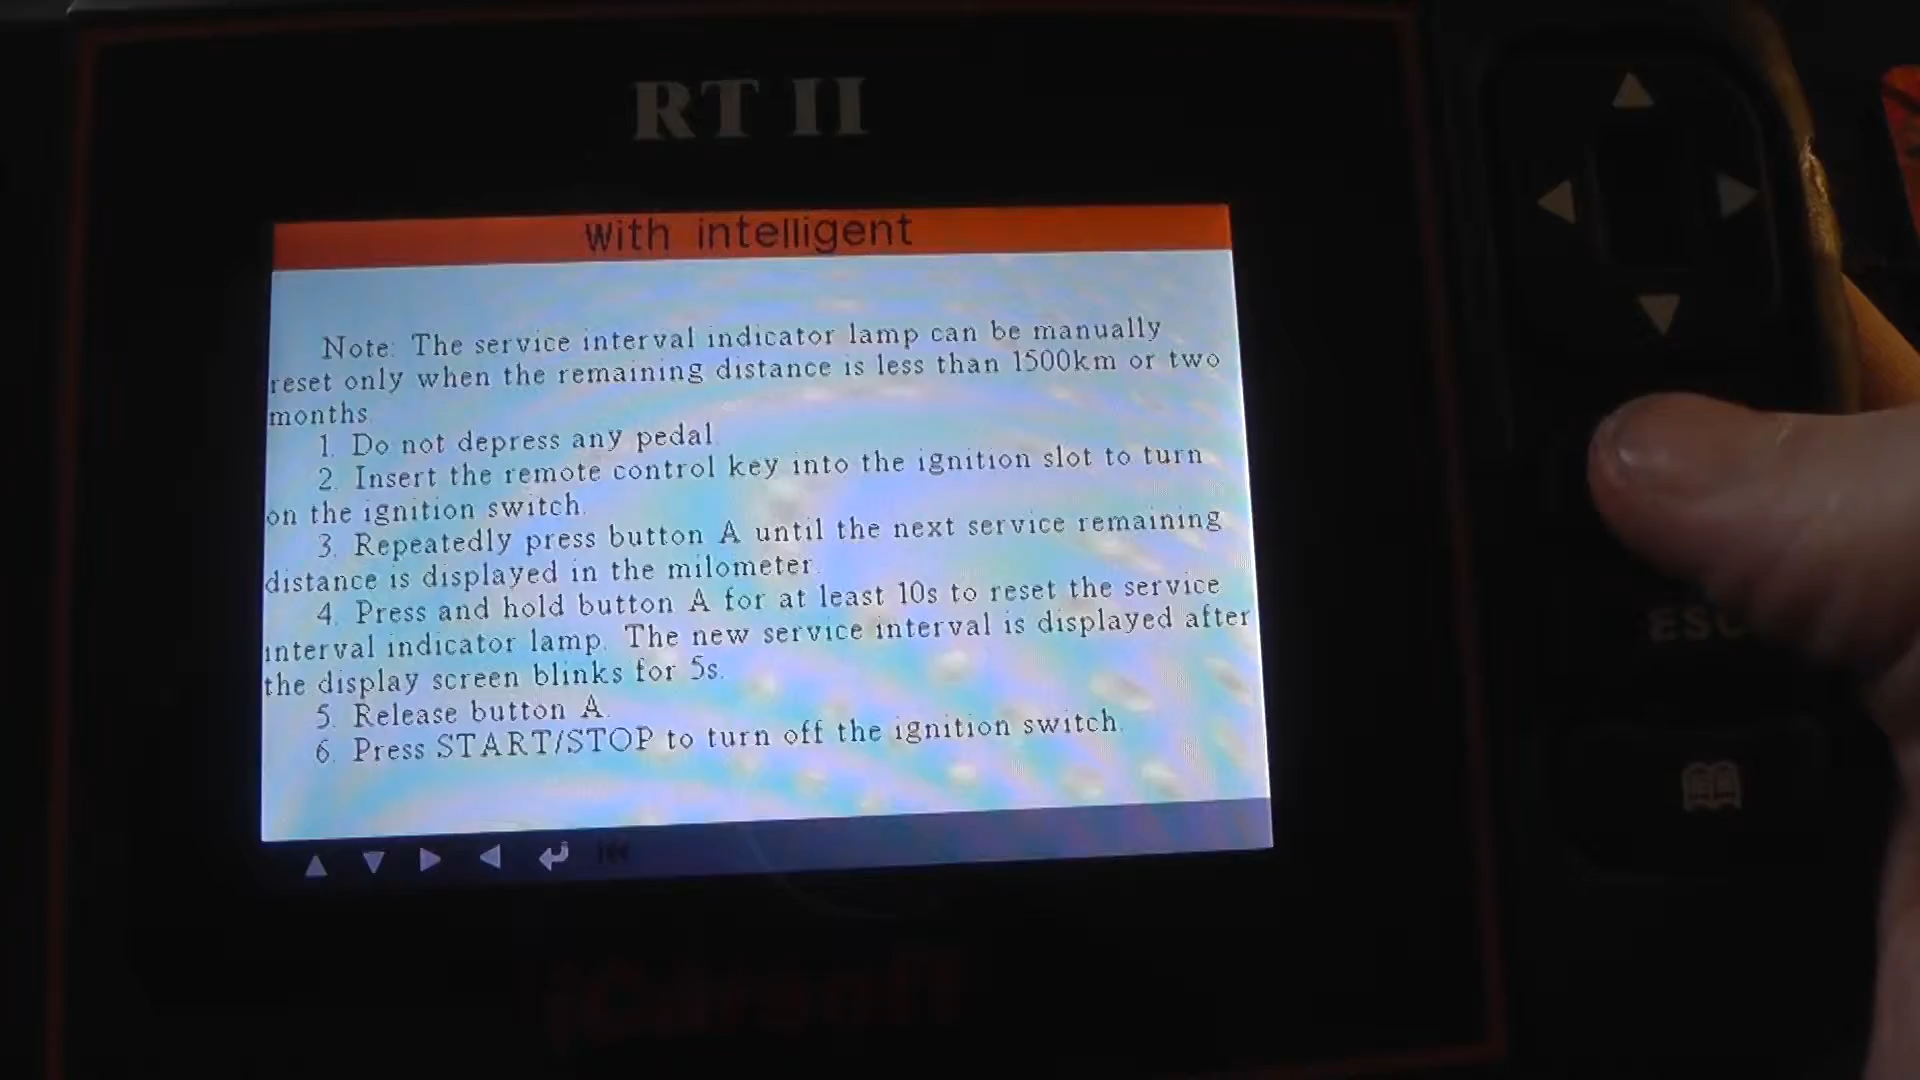 RT II
with intelligent
Note: The service interval indicator lamp can be manually
reset only when the remaining distance is less than 1500km or two
months.
1. Do not depress any pedal.
2. Insert the remote control key into the ignition slot to turn
on the ignition switch.
3. Repeatedly press button A until the next service remaining
distance is displayed in the milometer.
4. Press and hold button A for at least 10s to reset the service
interval indicator lamp. The new service interval is displayed after
the display screen blinks for 5s.
5. Release button A.
6. Press START/STOP to turn off the ignition switch.
ESC
iCarsoft